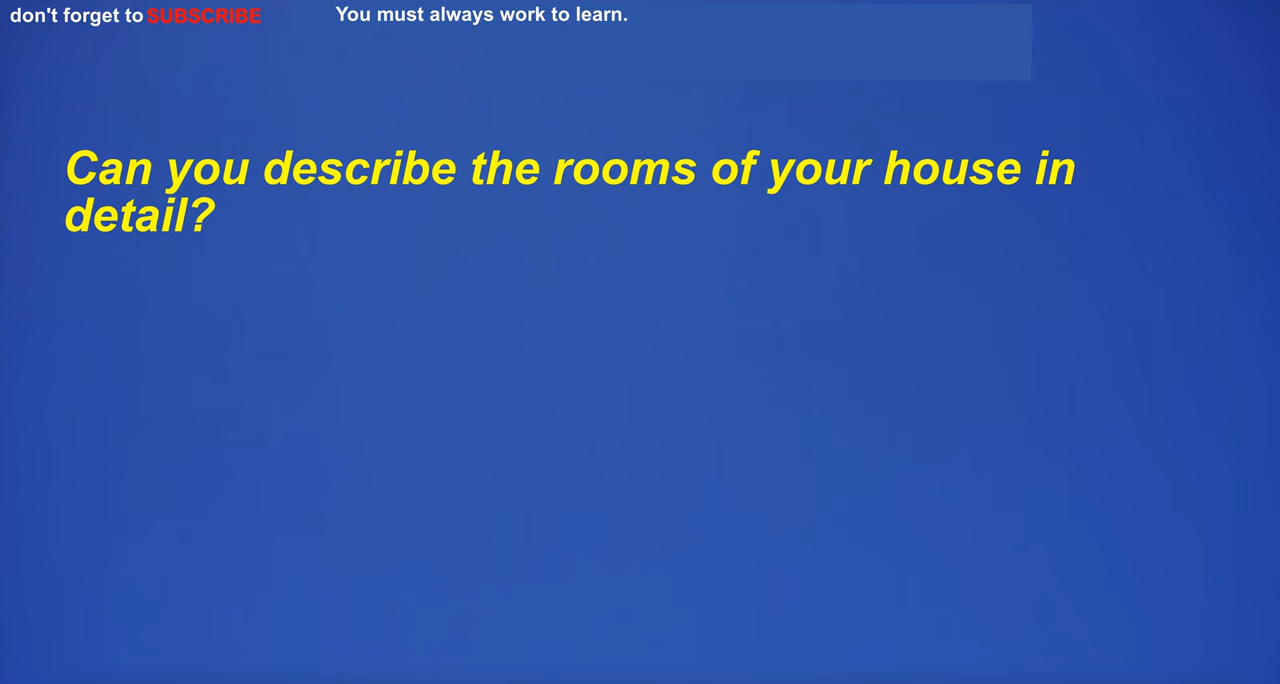 don't forget to SUBSCRIBE
You must always work to learn.
Can you describe the rooms of your house in
detail?